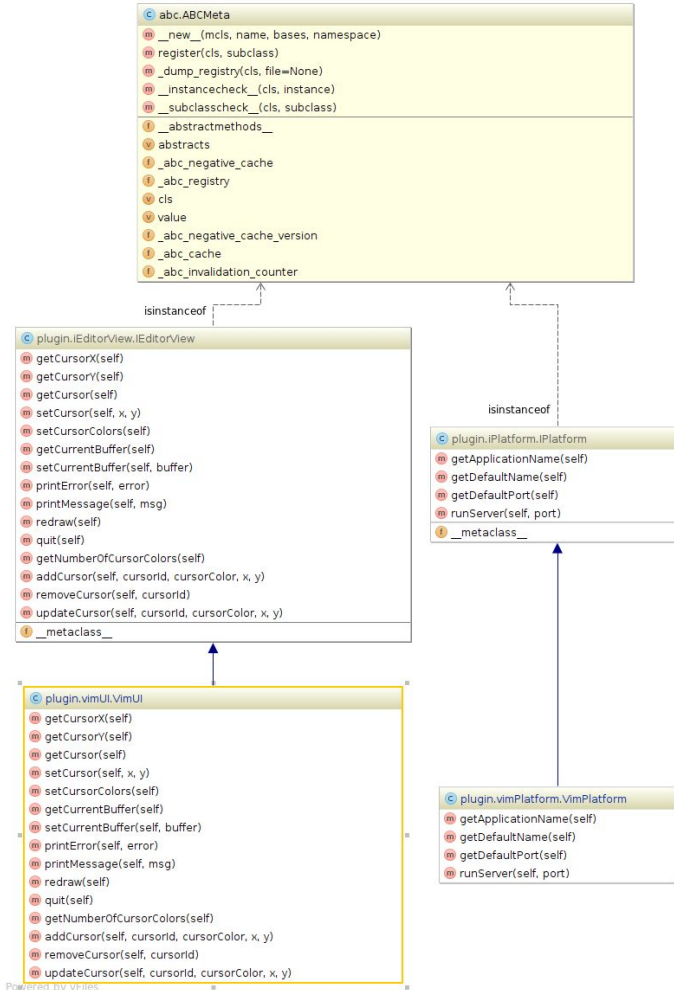 C abc.ABCMeta
m __new__(mcls, name, bases, namespace)
m register(cls, subclass)
m _dump_registry(cls, file=None)
m __instancecheck__(cls, instance)
m __subclasscheck__(cls, subclass)
f __abstractmethods__
v abstracts
f _abc_negative_cache
f _abc_registry
v cls
v value
f _abc_negative_cache_version
f _abc_cache
f _abc_invalidation_counter
isinstanceof
C plugin.iEditorView.IEditorView
m getCursorX(self)
m getCursorY(self)
m getCursor(self)
m setCursor(self, x, y)
m setCursorColors(self)
m getCurrentBuffer(self)
m setCurrentBuffer(self, buffer)
m printError(self, error)
m printMessage(self, msg)
m redraw(self)
m quit(self)
m getNumberOfCursorColors(self)
m addCursor(self, cursorId, cursorColor, x, y)
m removeCursor(self, cursorId)
m updateCursor(self, cursorId, cursorColor, x, y)
f __metaclass__
isinstanceof
C plugin.iPlatform.IPlatform
m getApplicationName(self)
m getDefaultName(self)
m getDefaultPort(self)
m runServer(self, port)
f __metaclass__
C plugin.vimUI.VimUI
m getCursorX(self)
m getCursorY(self)
m getCursor(self)
m setCursor(self, x, y)
m setCursorColors(self)
m getCurrentBuffer(self)
m setCurrentBuffer(self, buffer)
m printError(self, error)
m printMessage(self, msg)
m redraw(self)
m quit(self)
m getNumberOfCursorColors(self)
m addCursor(self, cursorId, cursorColor, x, y)
m removeCursor(self, cursorId)
m updateCursor(self, cursorId, cursorColor, x, y)
C plugin.vimPlatform.VimPlatform
m getApplicationName(self)
m getDefaultName(self)
m getDefaultPort(self)
m runServer(self, port)
Powered by yFiles